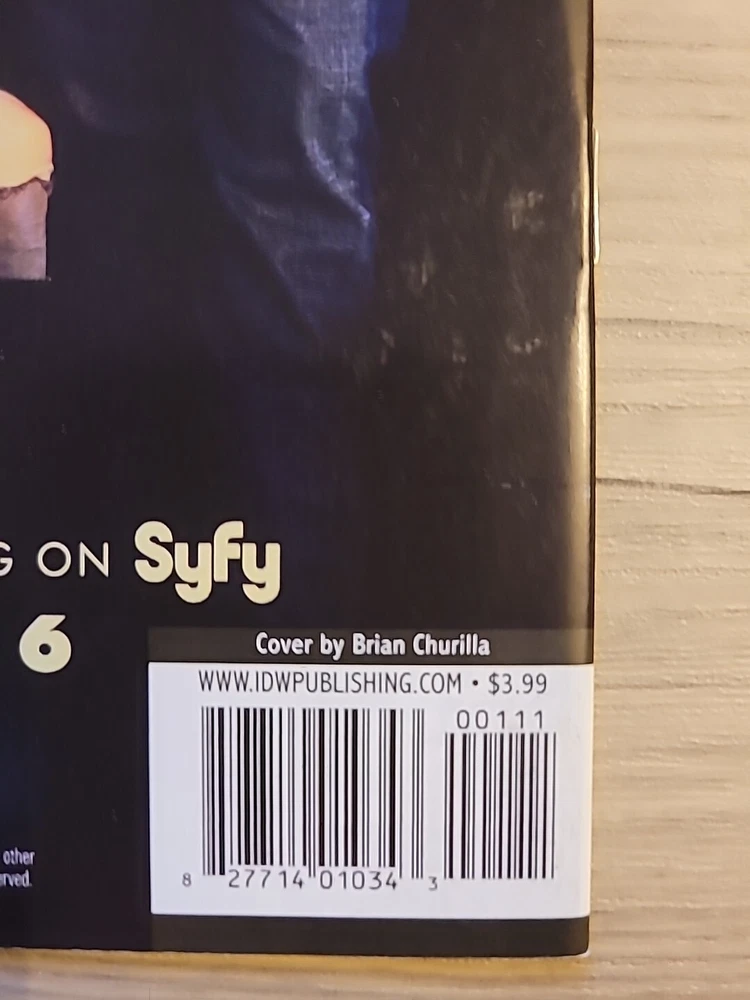 G ON Syfy
6
Cover by Brian Churilla
WWW.IDWPUBLISHING.COM • $3.99
00111
8 27714 01034 3
other
rved.